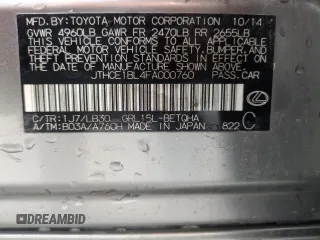 MFD.BY: TOYOTA MOTOR CORPORATION 10/14
GVWR 4960LB GAWR FR 2470LB RR 2655LB
THIS VEHICLE CONFORMS TO ALL APPLICABLE
FEDERAL MOTOR VEHICLE SAFETY, BUMPER, AND
THEFT PREVENTION STANDARDS IN EFFECT ON
THE DATE OF MANUFACTURE SHOWN ABOVE.
JTHCE1BL4FA000760 PASS. CAR
C/TR: 1J7/LB30 GRL15L-BETQHA
A/TM: B03A/A760H MADE IN JAPAN 822 C
DREAMBID